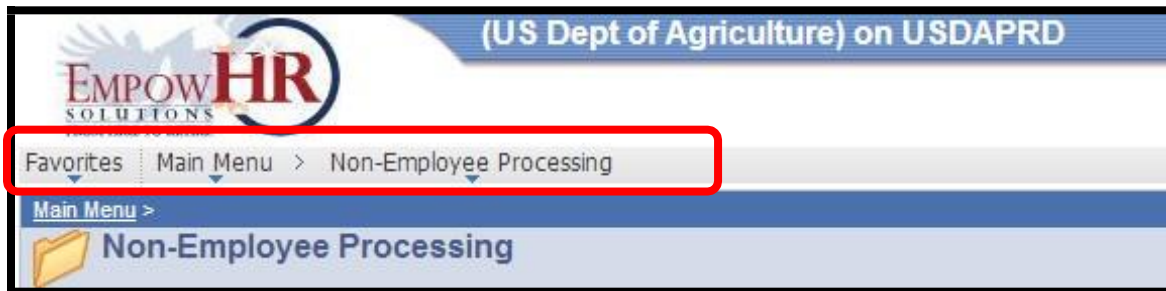 (US Dept of Agriculture) on USDAPRD
EMPOWHR
SOLUTIONS
Favorites Main Menu > Non-Employee Processing
Main Menu >
Non-Employee Processing